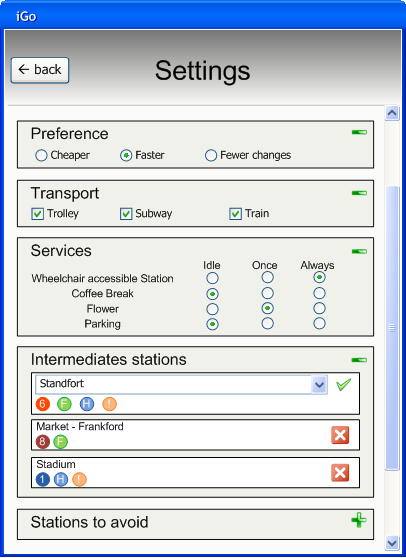 iGo
← back
Settings
Preference
Cheaper Faster Fewer changes
Transport
Trolley Subway Train
Services
Idle Once Always
Wheelchair accessible Station
Coffee Break
Flower
Parking
Intermediates stations
Standfort
6 F H !
Market - Frankford
8 F
Stadium
1 H !
Stations to avoid